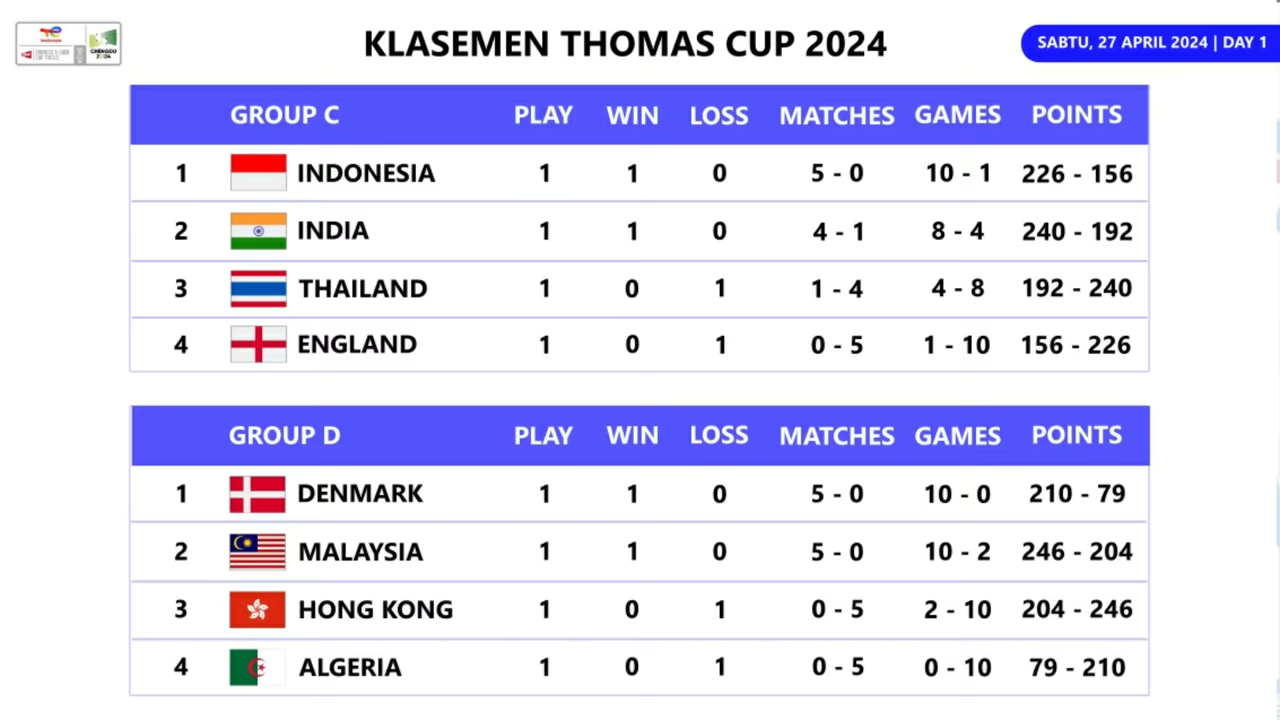 KLASEMEN THOMAS CUP 2024
SABTU, 27 APRIL 2024 | DAY 1
CHENGDU
2024
GROUP C PLAY WIN LOSS MATCHES GAMES POINTS
1 INDONESIA 1 1 0 5 - 0 10 - 1 226 - 156
2 INDIA 1 1 0 4 - 1 8 - 4 240 - 192
3 THAILAND 1 0 1 1 - 4 4 - 8 192 - 240
4 ENGLAND 1 0 1 0 - 5 1 - 10 156 - 226
GROUP D PLAY WIN LOSS MATCHES GAMES POINTS
1 DENMARK 1 1 0 5 - 0 10 - 0 210 - 79
2 MALAYSIA 1 1 0 5 - 0 10 - 2 246 - 204
3 HONG KONG 1 0 1 0 - 5 2 - 10 204 - 246
4 ALGERIA 1 0 1 0 - 5 0 - 10 79 - 210